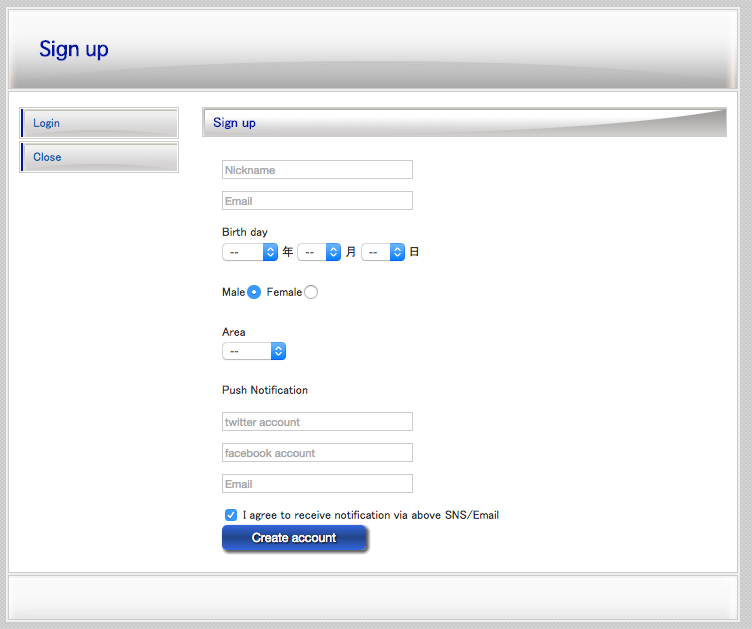 Sign up
Login
Close
Sign up
Nickname
Email
Birth day
-- 年 -- 月 -- 日
Male Female
Area
--
Push Notification
twitter account
facebook account
Email
I agree to receive notification via above SNS/Email
Create account